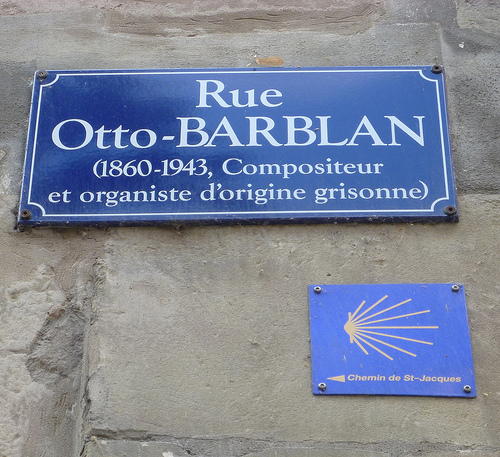 Rue
Otto-BARBLAN
(1860-1943, Compositeur
et organiste d'origine grisonne)
Chemin de St-Jacques